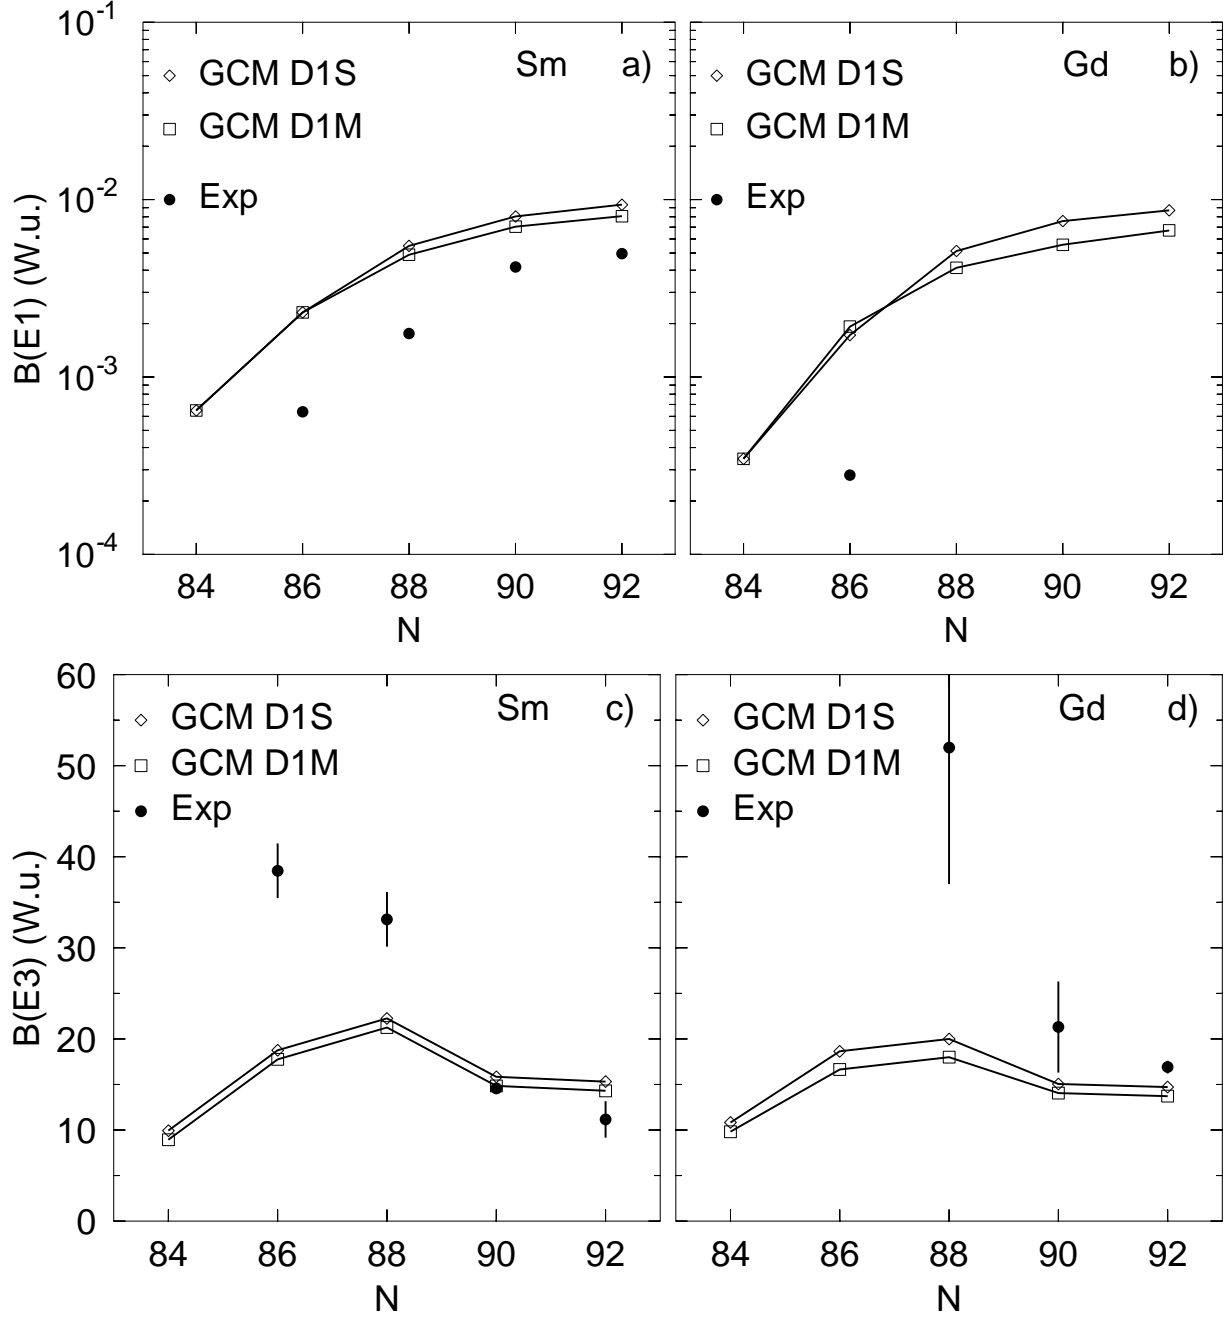 B(E1) (W.u.)
10^-1
10^-2
10^-3
10^-4
GCM D1S
GCM D1M
Exp
Sm a)
84 86 88 90 92
N
GCM D1S
GCM D1M
Exp
Gd b)
84 86 88 90 92
N
B(E3) (W.u.)
60
50
40
30
20
10
0
GCM D1S
GCM D1M
Exp
Sm c)
84 86 88 90 92
N
GCM D1S
GCM D1M
Exp
Gd d)
84 86 88 90 92
N